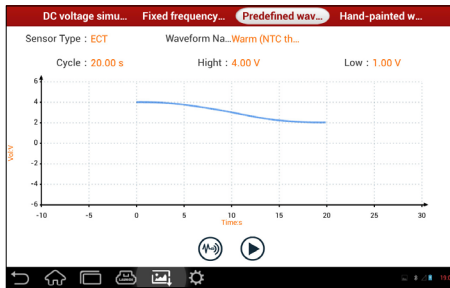 DC voltage simu... Fixed frequency... Predefined wav... Hand-painted w...
Sensor Type : ECT Waveform Na...Warm (NTC th...
Cycle : 20.00 s Hight : 4.00 V Low : 1.00 V
6
4
2
0
-2
-4
-6
Vol:V
-10 -5 0 5 10 15 20 25 30
Time:s